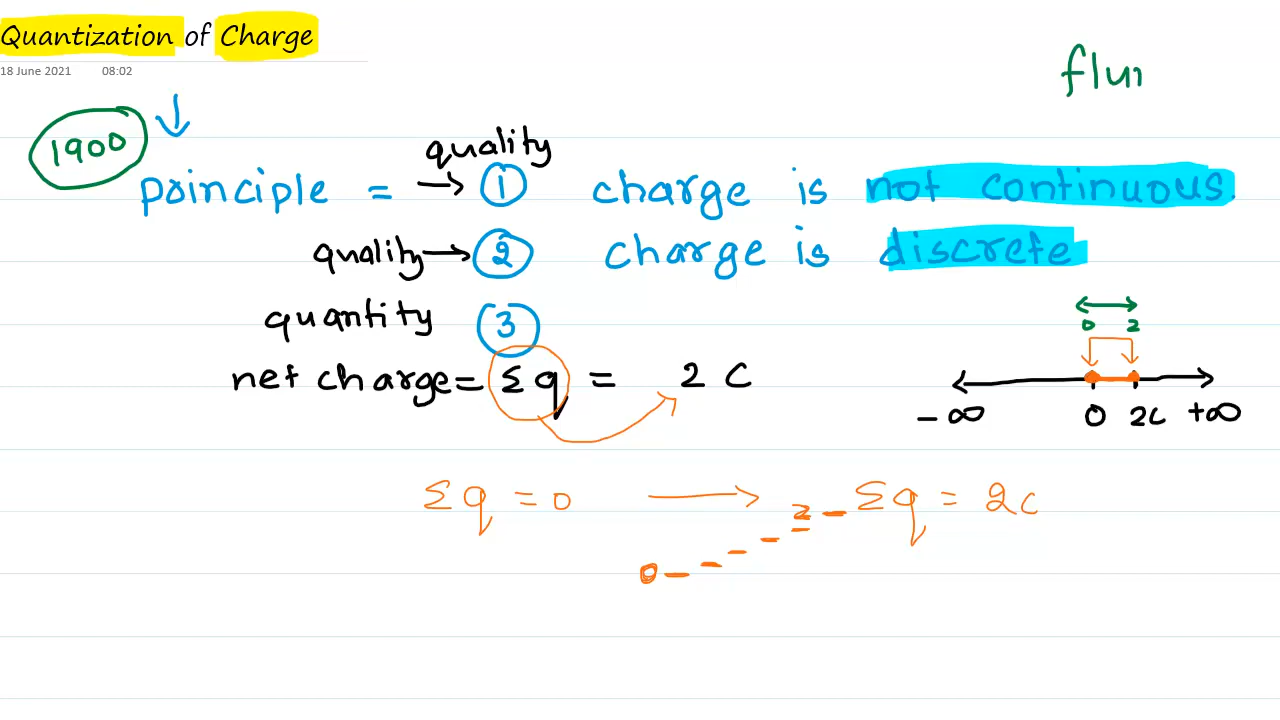 Quantization of Charge
18 June 2021 08:02
flui
1900
quality
principle = → ① charge is not continuous.
quality → ② charge is discrete
quantity ③
0 2
net charge = Σq = 2 C
-∞ 0 2C +∞
Σq = 0 → Σq = 2C
2
0